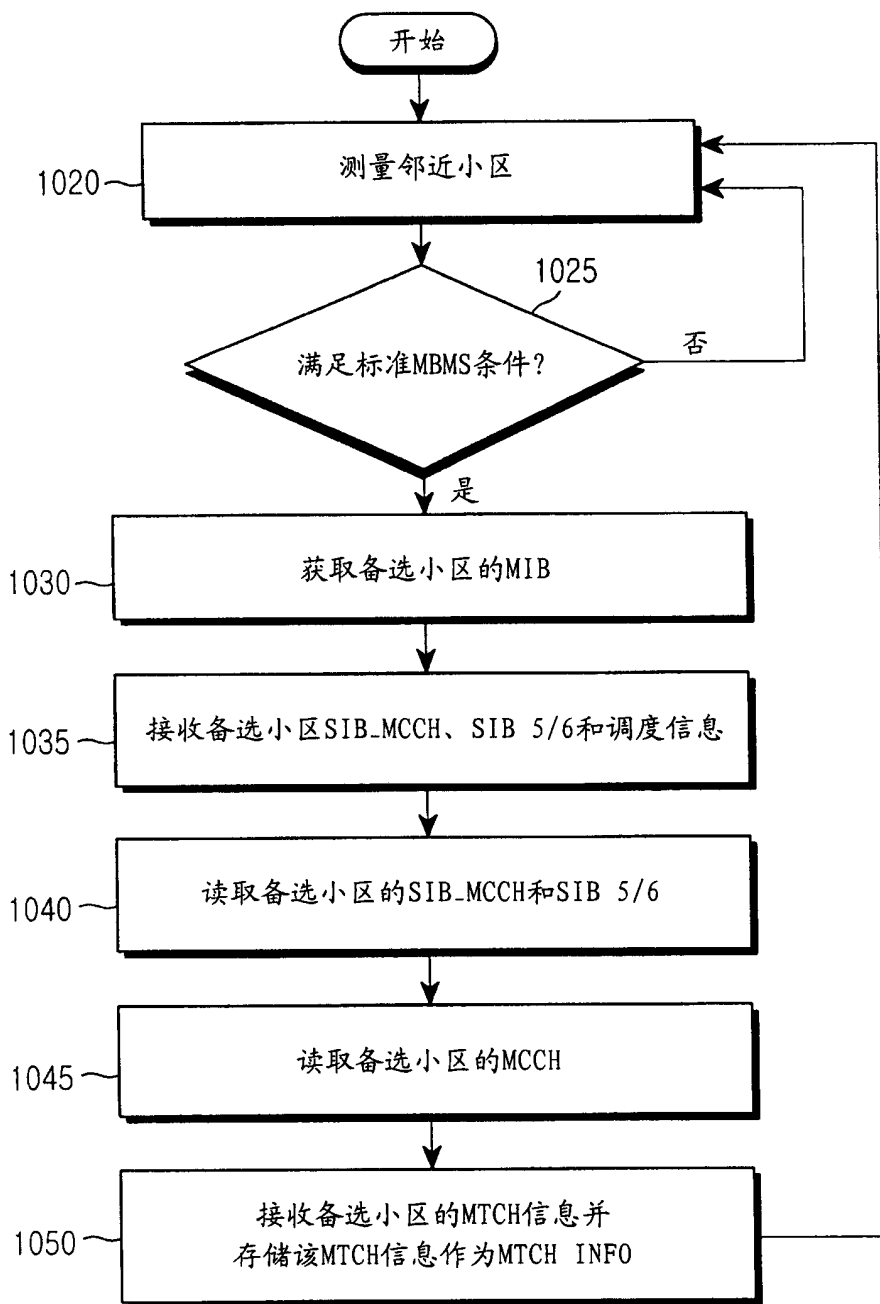 开始
测量邻近小区
1020
1025
满足标准MBMS条件?
否
是
获取备选小区的MIB
1030
接收备选小区SIB_MCCH、SIB 5/6和调度信息
1035
读取备选小区的SIB_MCCH和SIB 5/6
1040
读取备选小区的MCCH
1045
接收备选小区的MTCH信息并
存储该MTCH信息作为MTCH INFO
1050